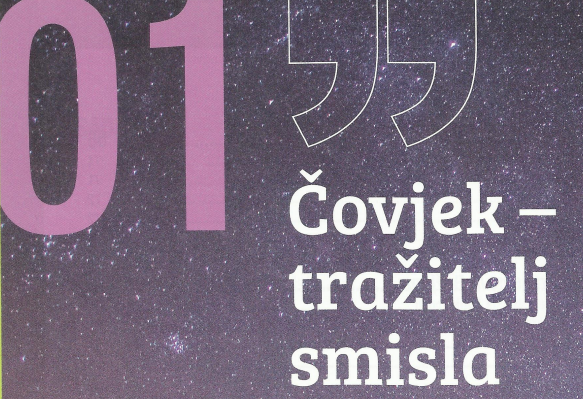 01
”
Čovjek –
tražitelj
smisla